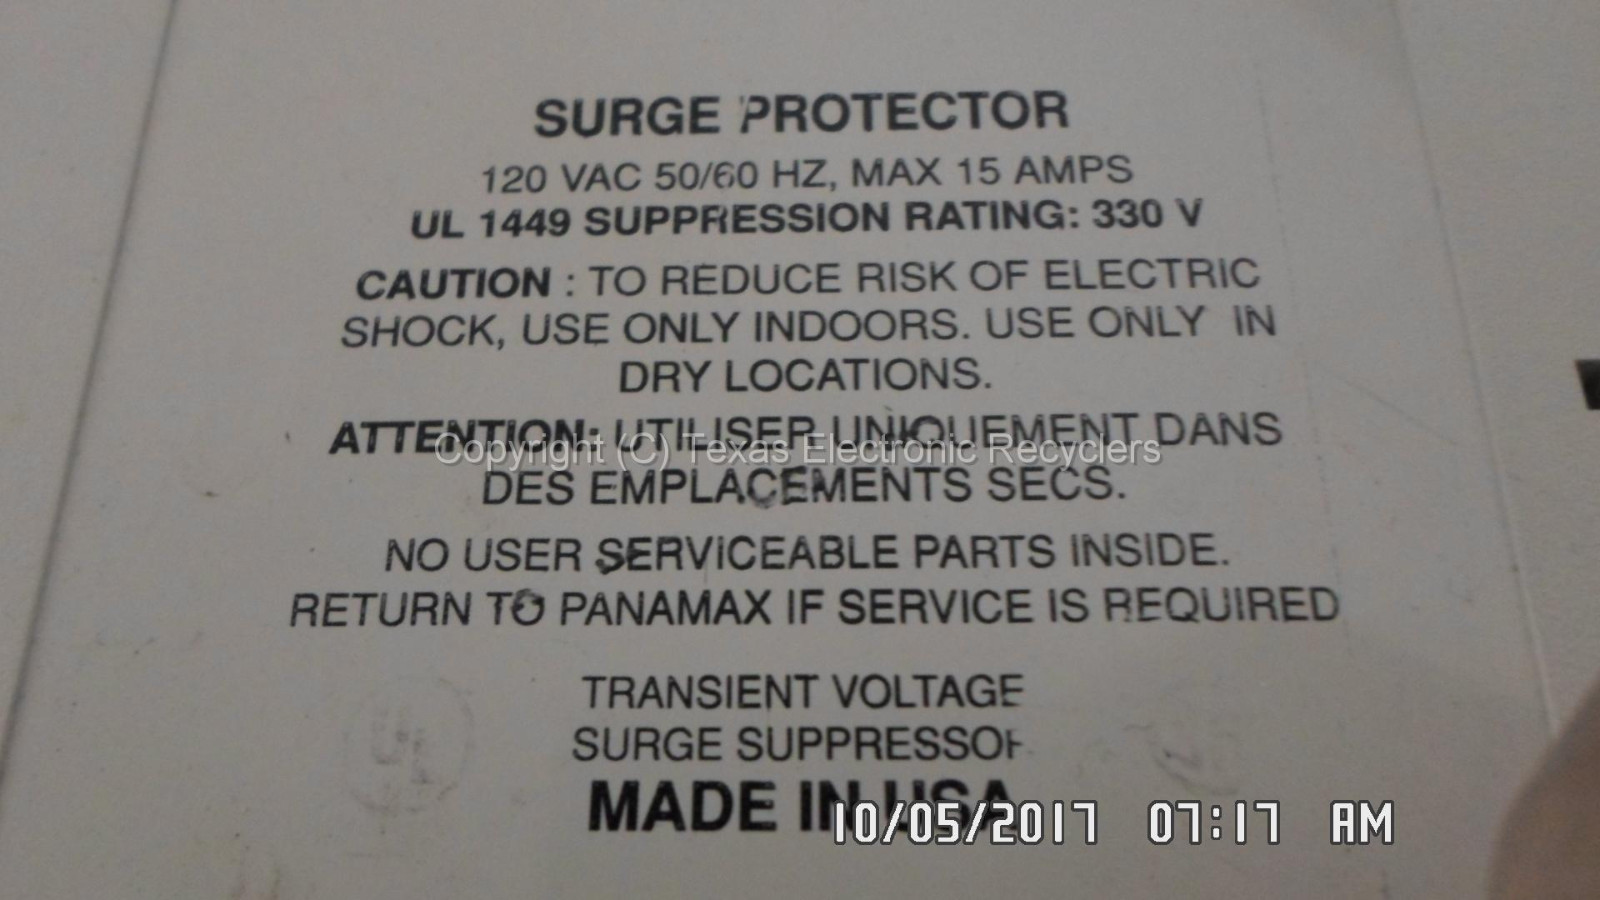 SURGE PROTECTOR
120 VAC 50/60 HZ, MAX 15 AMPS
UL 1449 SUPPRESSION RATING: 330 V
CAUTION : TO REDUCE RISK OF ELECTRIC
SHOCK, USE ONLY INDOORS. USE ONLY IN
DRY LOCATIONS.
ATTENTION: UTILISER UNIQUEMENT DANS
Copyright (C) Texas Electronic Recyclers
DES EMPLACEMENTS SECS.
NO USER SERVICEABLE PARTS INSIDE.
RETURN TO PANAMAX IF SERVICE IS REQUIRED
TRANSIENT VOLTAGE
SURGE SUPPRESSOR
MADE IN USA
10/05/2017 07:17 AM